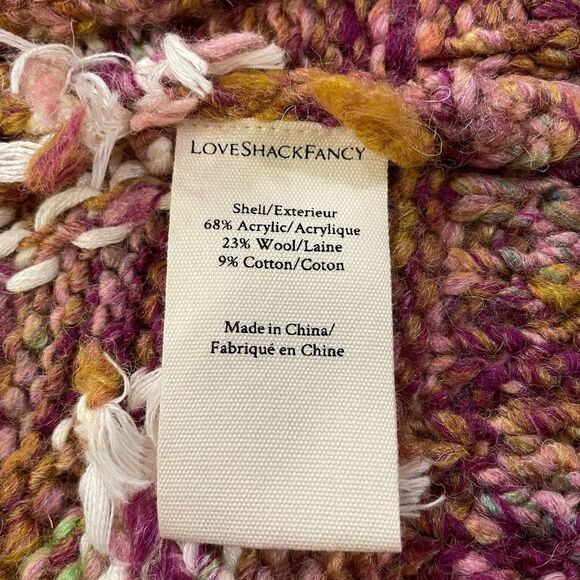 LOVESHACKFANCY
Shell/Exterieur
68% Acrylic/Acrylique
23% Wool/Laine
9% Cotton/Coton
Made in China/
Fabriqué en Chine